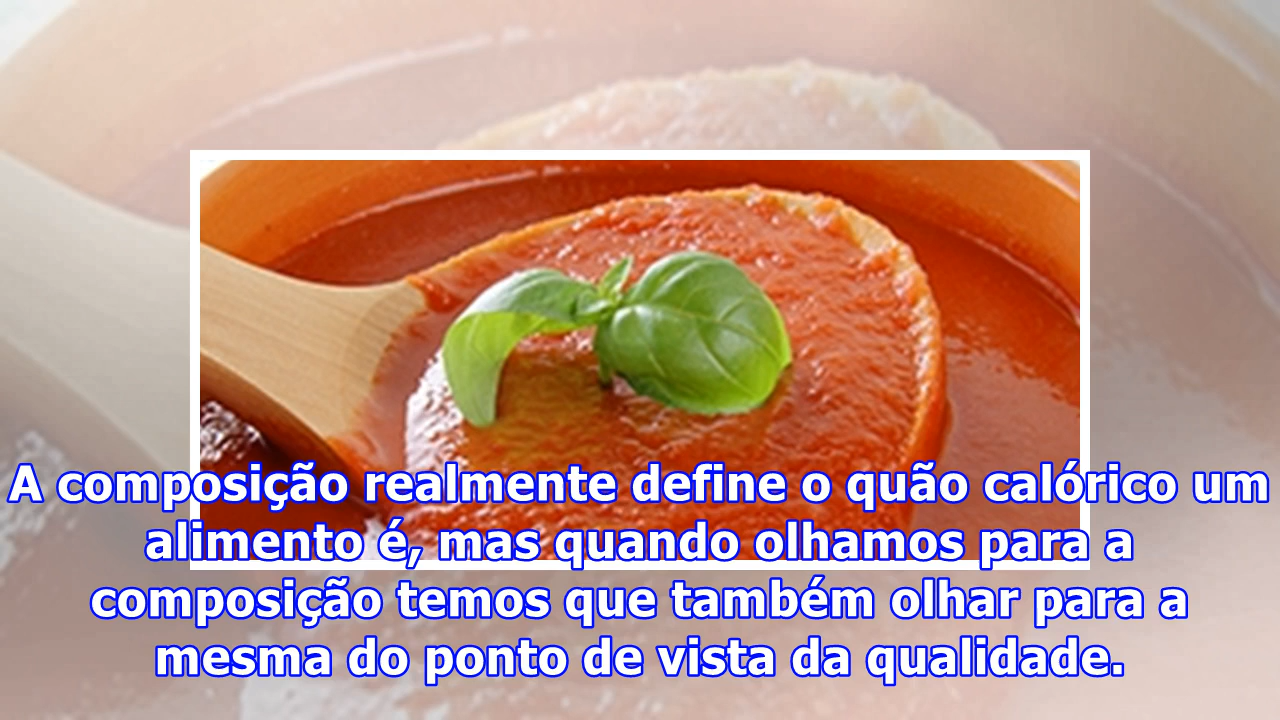 A composição realmente define o quão calórico um
alimento é, mas quando olhamos para a
composição temos que também olhar para a
mesma do ponto de vista da qualidade.